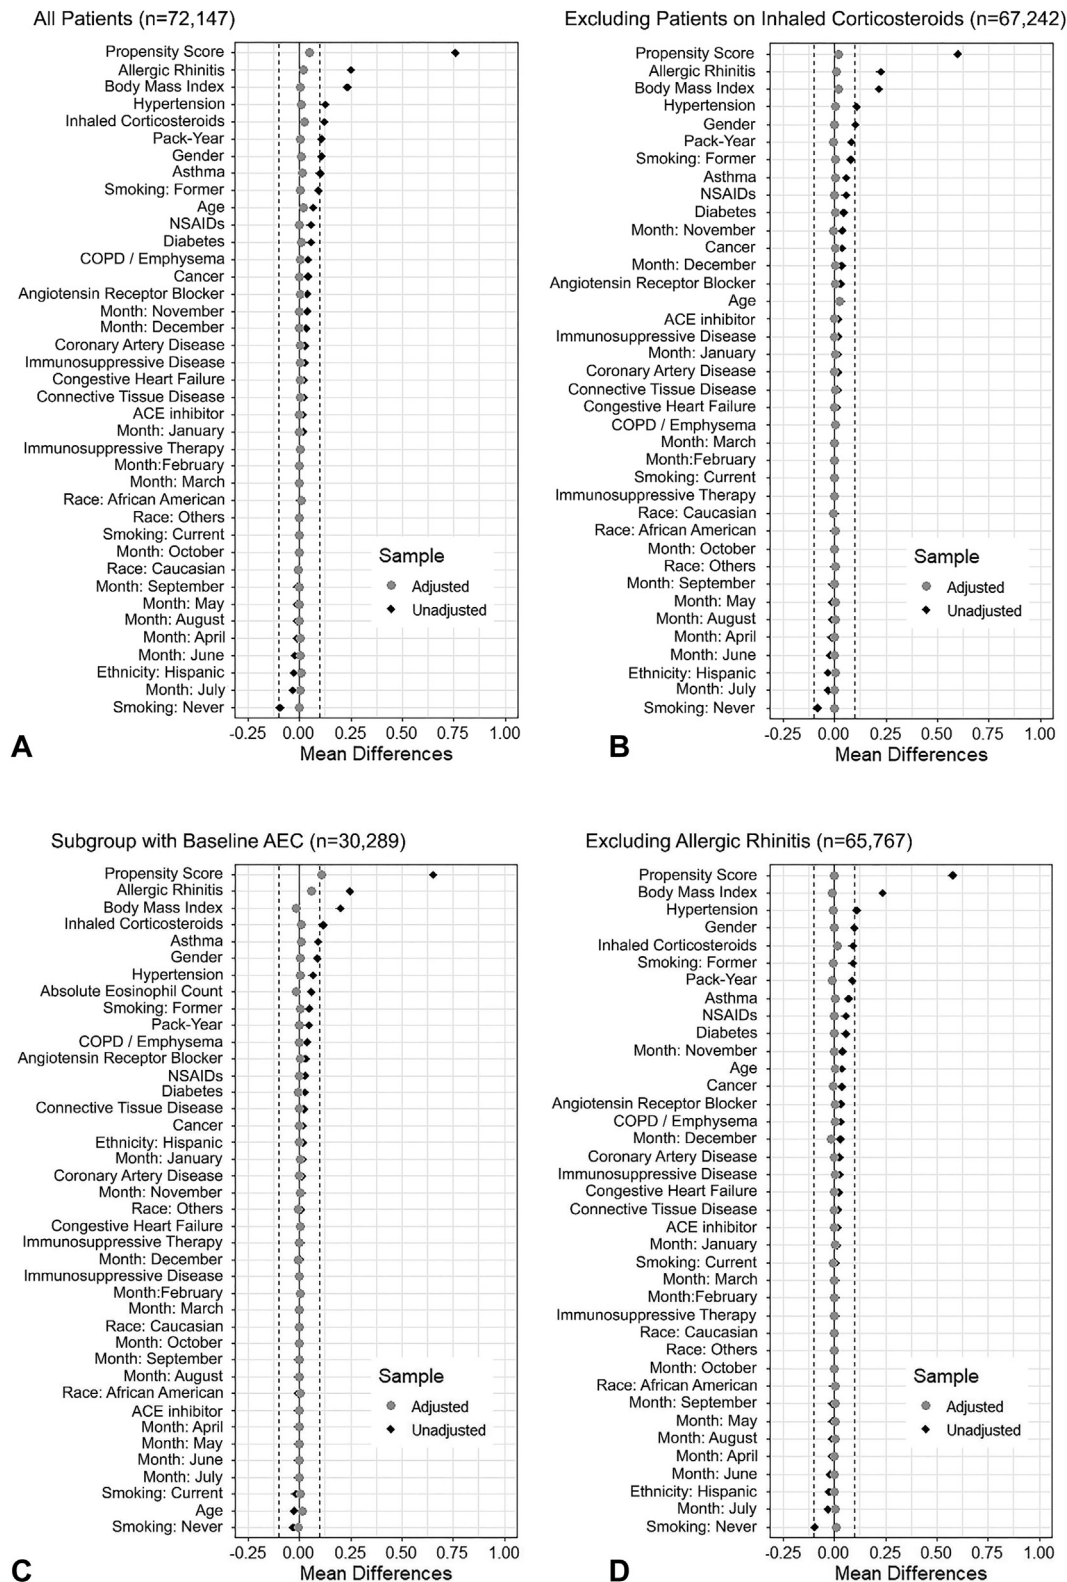 All Patients (n=72,147)
Propensity Score
Allergic Rhinitis
Body Mass Index
Hypertension
Inhaled Corticosteroids
Pack-Year
Gender
Asthma
Smoking: Former
Age
NSAIDs
Diabetes
COPD / Emphysema
Cancer
Angiotensin Receptor Blocker
Month: November
Month: December
Coronary Artery Disease
Immunosuppressive Disease
Congestive Heart Failure
Connective Tissue Disease
ACE inhibitor
Month: January
Immunosuppressive Therapy
Month:February
Month: March
Race: African American
Race: Others
Smoking: Current
Month: October
Race: Caucasian
Month: September
Month: May
Month: August
Month: April
Month: June
Ethnicity: Hispanic
Month: July
Smoking: Never
Sample
Adjusted
Unadjusted
-0.25 0.00 0.25 0.50 0.75 1.00
Mean Differences
A
Excluding Patients on Inhaled Corticosteroids (n=67,242)
Propensity Score
Allergic Rhinitis
Body Mass Index
Hypertension
Gender
Pack-Year
Smoking: Former
Asthma
NSAIDs
Diabetes
Month: November
Cancer
Month: December
Angiotensin Receptor Blocker
Age
ACE inhibitor
Immunosuppressive Disease
Month: January
Coronary Artery Disease
Connective Tissue Disease
Congestive Heart Failure
COPD / Emphysema
Month: March
Month:February
Smoking: Current
Immunosuppressive Therapy
Race: Caucasian
Race: African American
Month: October
Race: Others
Month: September
Month: May
Month: August
Month: April
Month: June
Ethnicity: Hispanic
Month: July
Smoking: Never
Sample
Adjusted
Unadjusted
-0.25 0.00 0.25 0.50 0.75 1.00
Mean Differences
B
Subgroup with Baseline AEC (n=30,289)
Propensity Score
Allergic Rhinitis
Body Mass Index
Inhaled Corticosteroids
Asthma
Gender
Hypertension
Absolute Eosinophil Count
Smoking: Former
Pack-Year
COPD / Emphysema
Angiotensin Receptor Blocker
NSAIDs
Diabetes
Connective Tissue Disease
Cancer
Ethnicity: Hispanic
Month: January
Coronary Artery Disease
Month: November
Race: Others
Congestive Heart Failure
Immunosuppressive Therapy
Month: December
Immunosuppressive Disease
Month:February
Month: March
Race: Caucasian
Month: October
Month: September
Month: August
Race: African American
ACE inhibitor
Month: April
Month: May
Month: June
Month: July
Smoking: Current
Age
Smoking: Never
Sample
Adjusted
Unadjusted
-0.25 0.00 0.25 0.50 0.75 1.00
Mean Differences
C
Excluding Allergic Rhinitis (n=65,767)
Propensity Score
Body Mass Index
Hypertension
Gender
Inhaled Corticosteroids
Smoking: Former
Pack-Year
Asthma
NSAIDs
Diabetes
Month: November
Age
Cancer
Angiotensin Receptor Blocker
COPD / Emphysema
Month: December
Coronary Artery Disease
Immunosuppressive Disease
Congestive Heart Failure
Connective Tissue Disease
ACE inhibitor
Month: January
Smoking: Current
Month: March
Month:February
Immunosuppressive Therapy
Race: Caucasian
Race: Others
Month: October
Race: African American
Month: September
Month: May
Month: August
Month: April
Month: June
Ethnicity: Hispanic
Month: July
Smoking: Never
Sample
Adjusted
Unadjusted
-0.25 0.00 0.25 0.50 0.75 1.00
Mean Differences
D